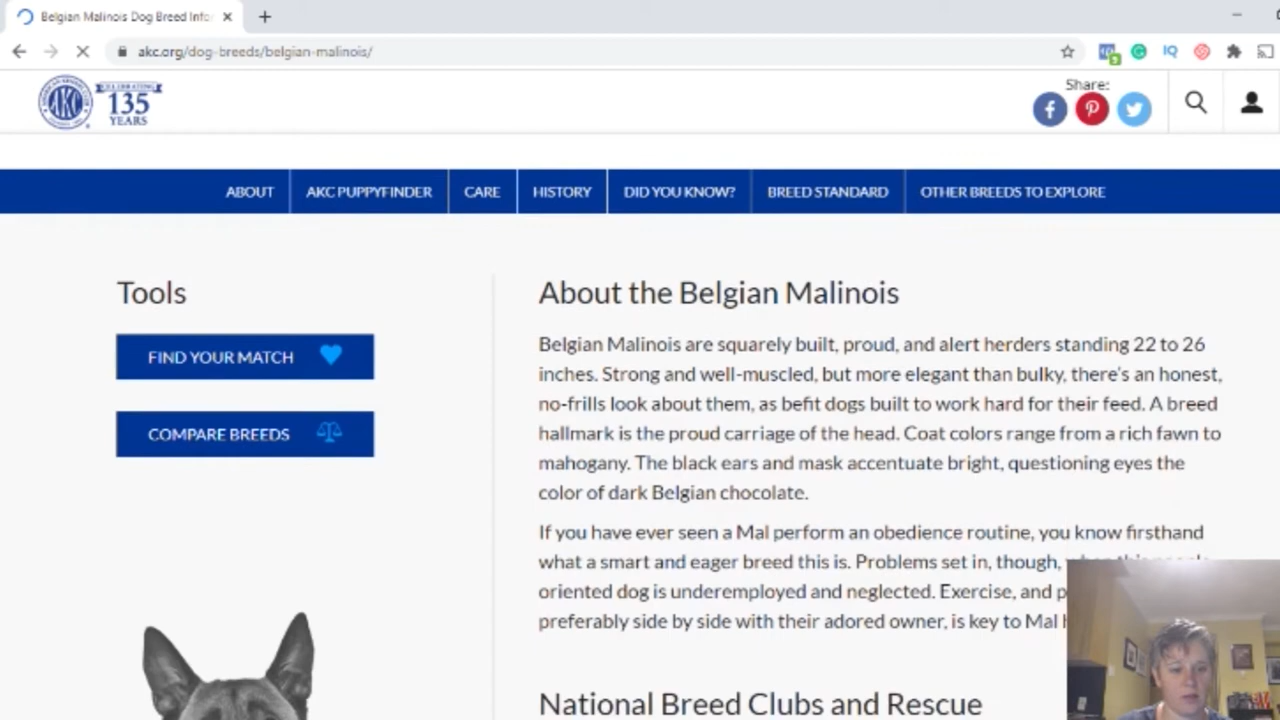 Belgian Malinois Dog Breed Info
akc.org/dog-breeds/belgian-malinois/
IQ
9
AKC
CELEBRATING
135
YEARS
Share:
ABOUT
AKC PUPPYFINDER
CARE
HISTORY
DID YOU KNOW?
BREED STANDARD
OTHER BREEDS TO EXPLORE
Tools
FIND YOUR MATCH
COMPARE BREEDS
About the Belgian Malinois
Belgian Malinois are squarely built, proud, and alert herders standing 22 to 26
inches. Strong and well-muscled, but more elegant than bulky, there's an honest,
no-frills look about them, as befit dogs built to work hard for their feed. A breed
hallmark is the proud carriage of the head. Coat colors range from a rich fawn to
mahogany. The black ears and mask accentuate bright, questioning eyes the
color of dark Belgian chocolate.
If you have ever seen a Mal perform an obedience routine, you know firsthand
what a smart and eager breed this is. Problems set in, though,
oriented dog is underemployed and neglected. Exercise, and
preferably side by side with their adored owner, is key to Mal
National Breed Clubs and Rescue